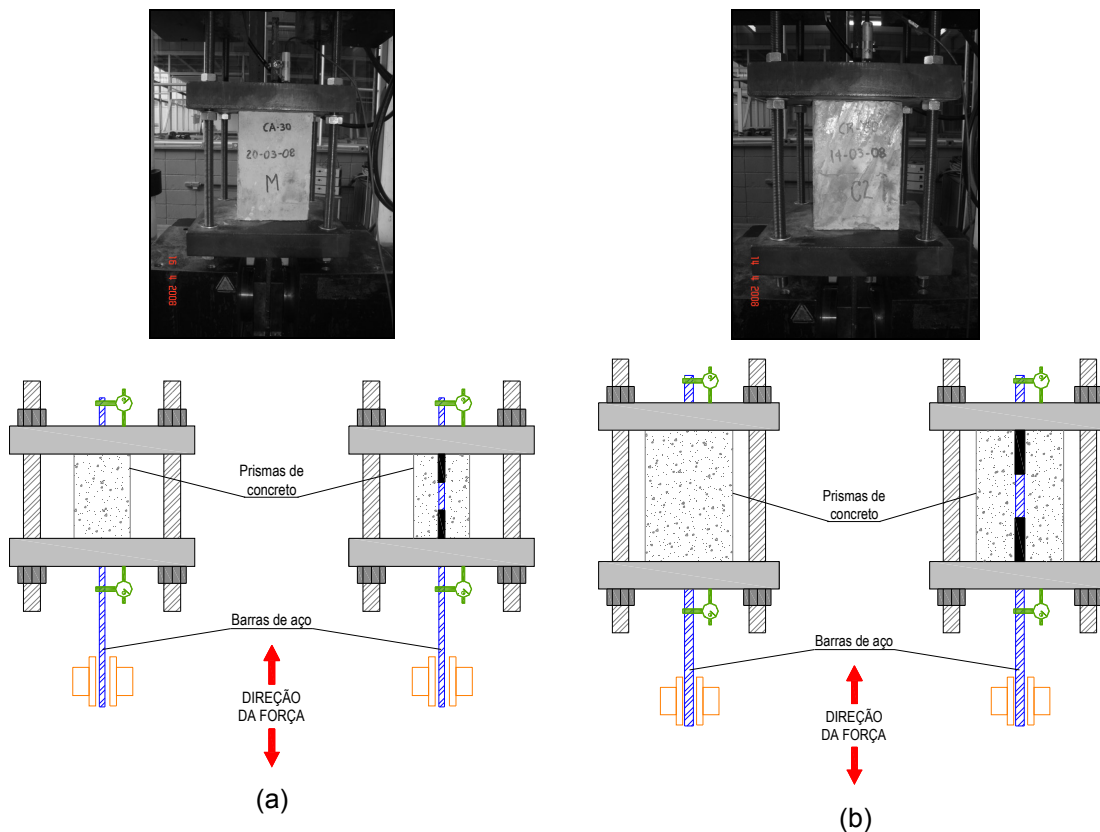 CA-30
20-03-08
M
16 4 2008
14-03-08
C2
14 4 2008
Prismas de
concreto
Barras de aço
DIREÇÃO
DA FORÇA
(a)
Prismas de
concreto
Barras de aço
DIREÇÃO
DA FORÇA
(b)